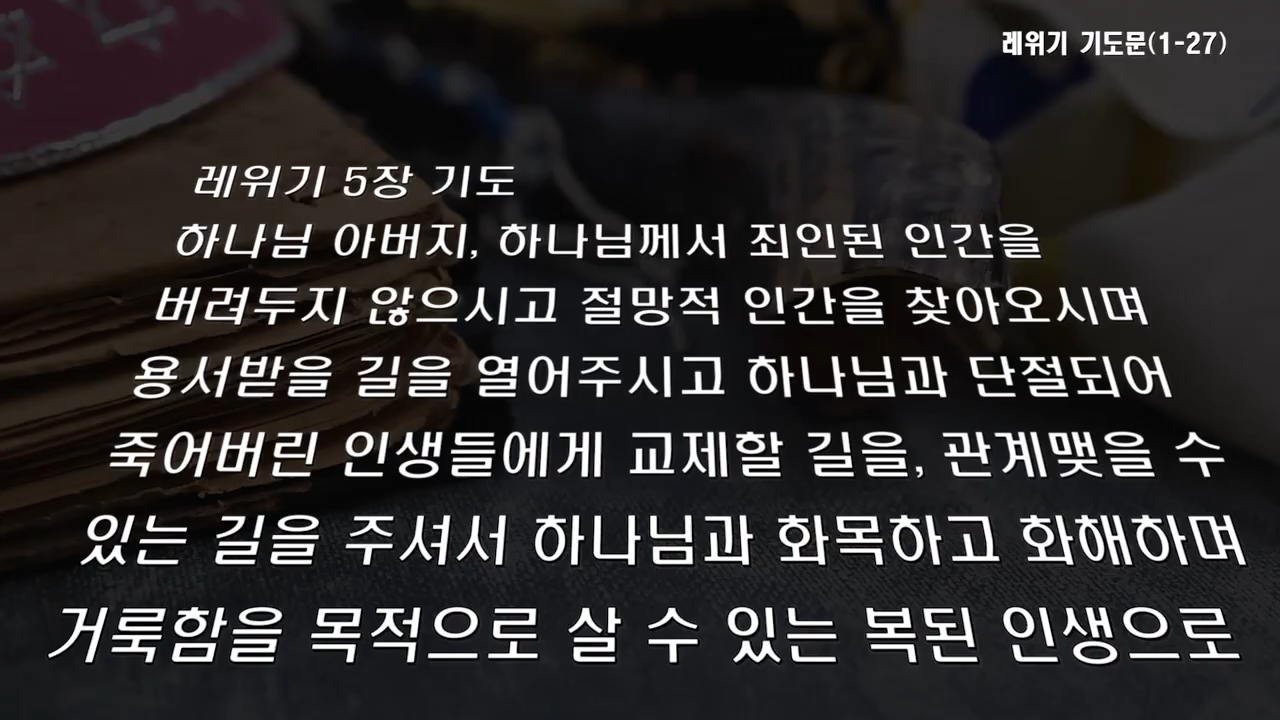 레위기 기도문(1-27)
레위기 5장 기도
하나님 아버지, 하나님께서 죄인된 인간을
버려두지 않으시고 절망적 인간을 찾아오시며
용서받을 길을 열어주시고 하나님과 단절되어
죽어버린 인생들에게 교제할 길을, 관계맺을 수
있는 길을 주셔서 하나님과 화목하고 화해하며
거룩함을 목적으로 살 수 있는 복된 인생으로